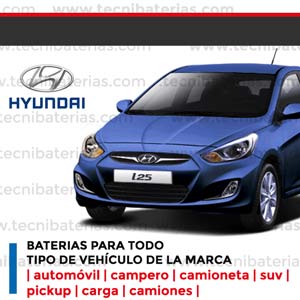 www.tecnibaterias.com
HYUNDAI
i25
BATERIAS PARA TODO
TIPO DE VEHÍCULO DE LA MARCA
| automóvil | campero | camioneta | suv |
pickup | carga | camiones |